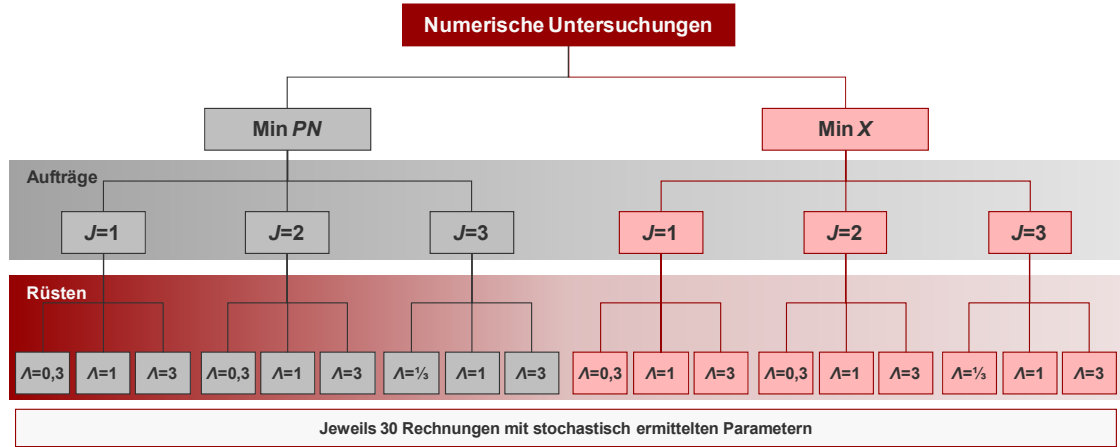 Numerische Untersuchungen
Min PN
Min X
Aufträge
J=1
J=2
J=3
J=1
J=2
J=3
Rüsten
Λ=0,3
Λ=1
Λ=3
Λ=0,3
Λ=1
Λ=3
Λ=⅓
Λ=1
Λ=3
Λ=0,3
Λ=1
Λ=3
Λ=0,3
Λ=1
Λ=3
Λ=⅓
Λ=1
Λ=3
Jeweils 30 Rechnungen mit stochastisch ermittelten Parametern